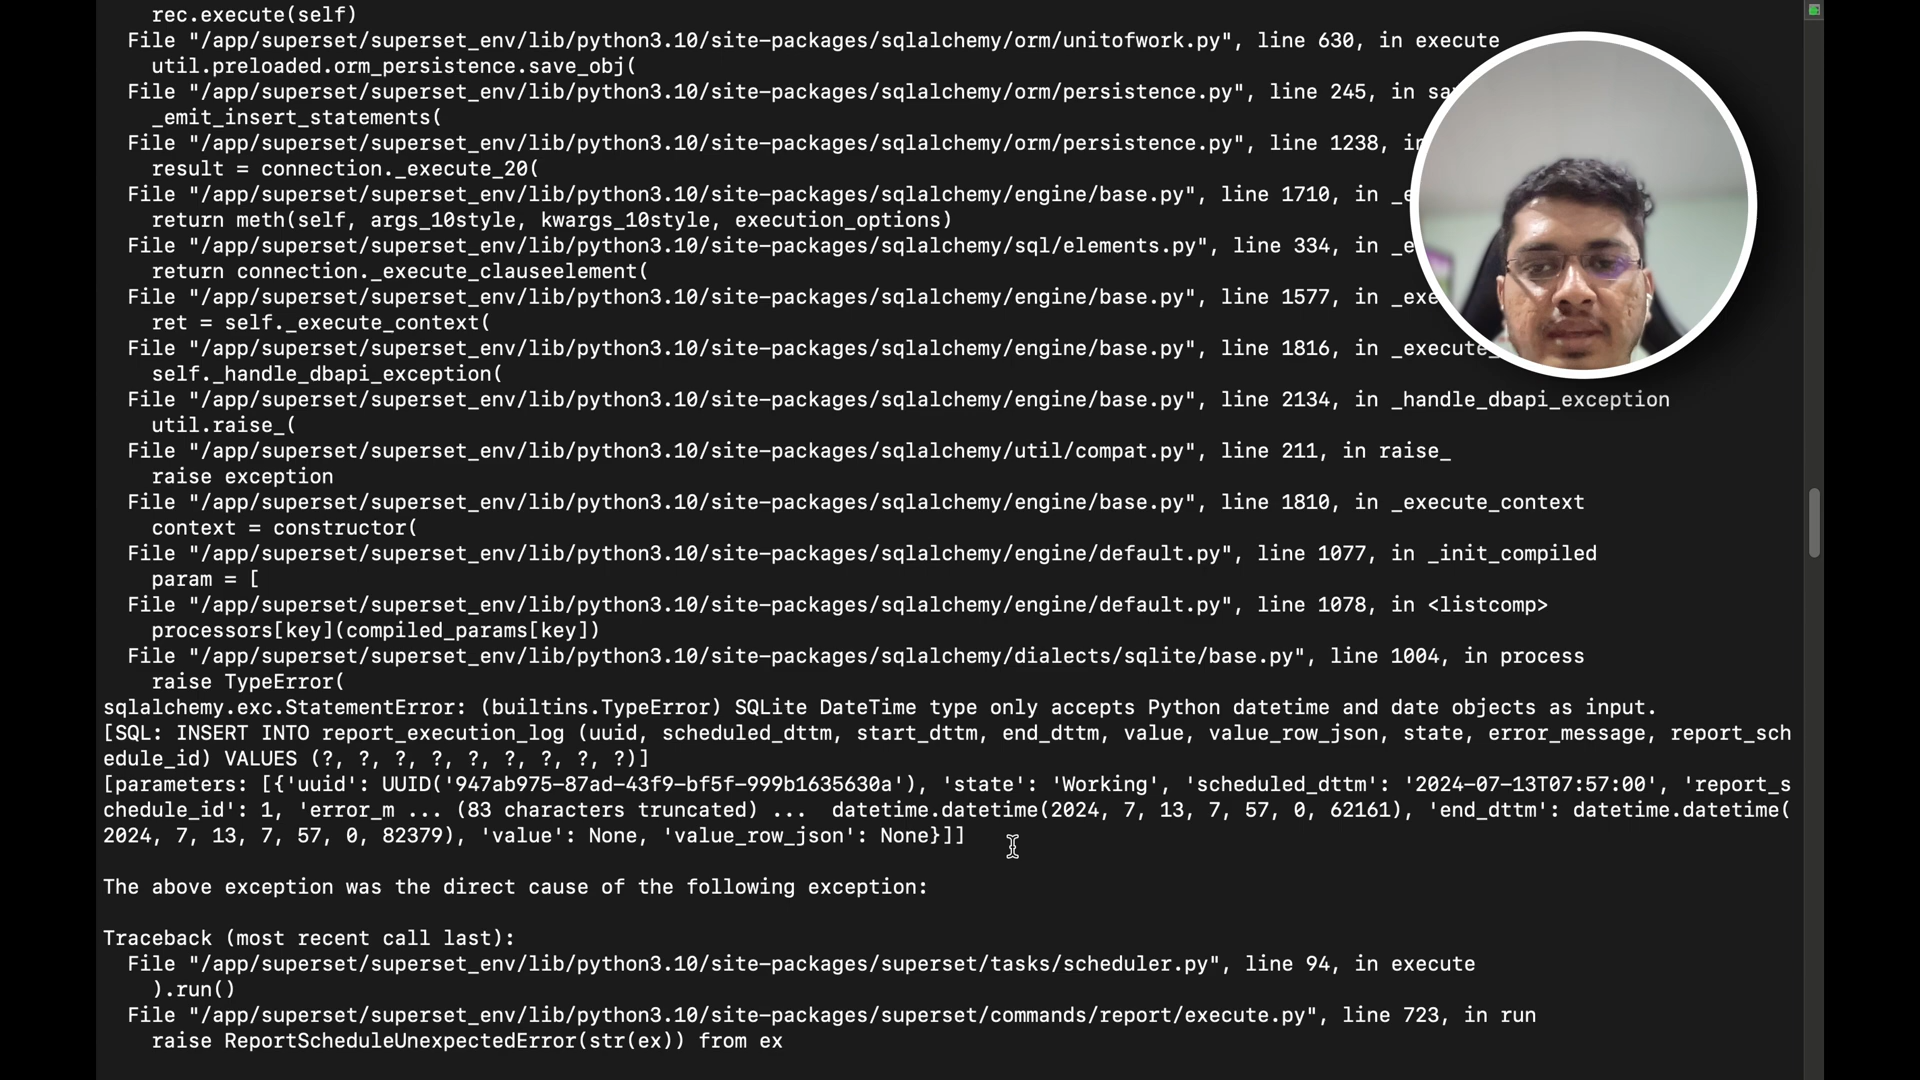 rec.execute(self)
File "/app/superset/superset_env/lib/python3.10/site-packages/sqlalchemy/orm/unitofwork.py", line 630, in execute
util.preloaded.orm_persistence.save_obj(
File "/app/superset/superset_env/lib/python3.10/site-packages/sqlalchemy/orm/persistence.py", line 245, in
_emit_insert_statements(
File "/app/superset/superset_env/lib/python3.10/site-packages/sqlalchemy/orm/persistence.py", line 1238, in
result = connection._execute_20(
File "/app/superset/superset_env/lib/python3.10/site-packages/sqlalchemy/engine/base.py", line 1710, in
return meth(self, args_10style, kwargs_10style, execution_options)
File "/app/superset/superset_env/lib/python3.10/site-packages/sqlalchemy/sql/elements.py", line 334, in
return connection._execute_clauseelement(
File "/app/superset/superset_env/lib/python3.10/site-packages/sqlalchemy/engine/base.py", line 1577, in
ret = self._execute_context(
File "/app/superset/superset_env/lib/python3.10/site-packages/sqlalchemy/engine/base.py", line 1816, in _execute_
self._handle_dbapi_exception(
File "/app/superset/superset_env/lib/python3.10/site-packages/sqlalchemy/engine/base.py", line 2134, in _handle_dbapi_exception
util.raise_(
File "/app/superset/superset_env/lib/python3.10/site-packages/sqlalchemy/util/compat.py", line 211, in raise_
raise exception
File "/app/superset/superset_env/lib/python3.10/site-packages/sqlalchemy/engine/base.py", line 1810, in _execute_context
context = constructor(
File "/app/superset/superset_env/lib/python3.10/site-packages/sqlalchemy/engine/default.py", line 1077, in _init_compiled
param = [
File "/app/superset/superset_env/lib/python3.10/site-packages/sqlalchemy/engine/default.py", line 1078, in <listcomp>
processors[key](compiled_params[key])
File "/app/superset/superset_env/lib/python3.10/site-packages/sqlalchemy/dialects/sqlite/base.py", line 1004, in process
raise TypeError(
sqlalchemy.exc.StatementError: (builtins.TypeError) SQLite DateTime type only accepts Python datetime and date objects as input.
[SQL: INSERT INTO report_execution_log (uuid, scheduled_dttm, start_dttm, end_dttm, value, value_row_json, state, error_message, report_sch
edule_id) VALUES (?, ?, ?, ?, ?, ?, ?, ?, ?)]
[parameters: [{'uuid': UUID('947ab975-87ad-43f9-bf5f-999b1635630a'), 'state': 'Working', 'scheduled_dttm': '2024-07-13T07:57:00', 'report_s
chedule_id': 1, 'error_m ... (83 characters truncated) ...  datetime.datetime(2024, 7, 13, 7, 57, 0, 62161), 'end_dttm': datetime.datetime(
2024, 7, 13, 7, 57, 0, 82379), 'value': None, 'value_row_json': None}]]
The above exception was the direct cause of the following exception:
Traceback (most recent call last):
File "/app/superset/superset_env/lib/python3.10/site-packages/superset/tasks/scheduler.py", line 94, in execute
).run()
File "/app/superset/superset_env/lib/python3.10/site-packages/superset/commands/report/execute.py", line 723, in run
raise ReportScheduleUnexpectedError(str(ex)) from ex